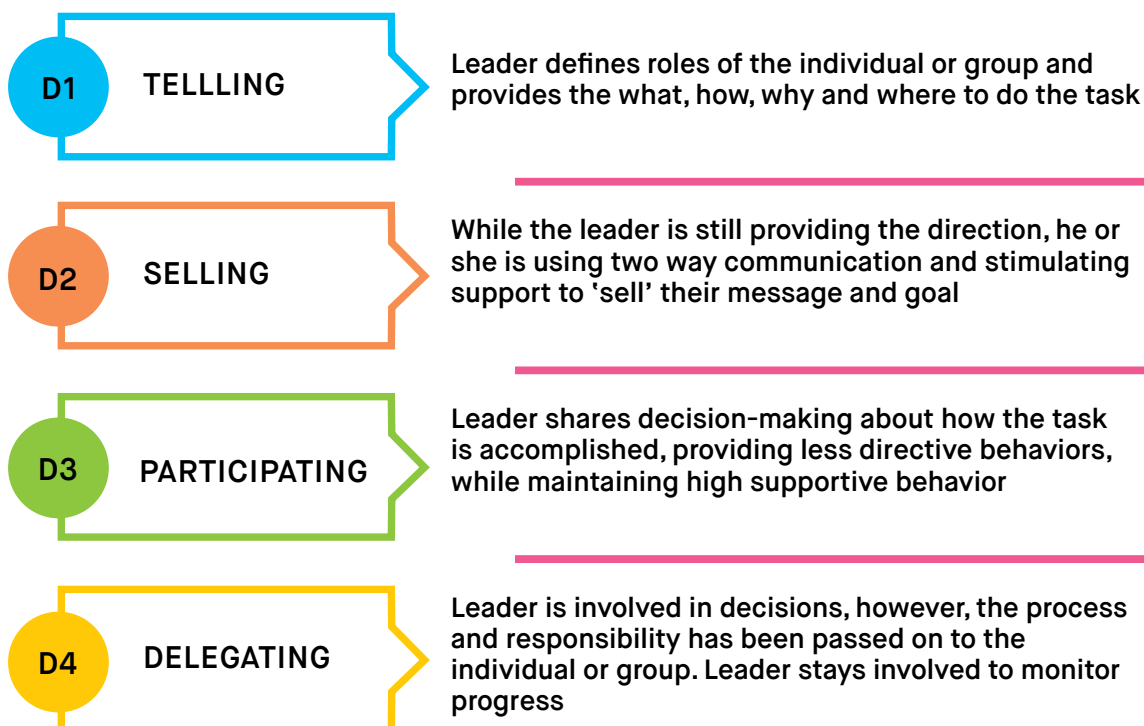 D1
TELLLING
Leader defines roles of the individual or group and
provides the what, how, why and where to do the task
D2
SELLING
While the leader is still providing the direction, he or
she is using two way communication and stimulating
support to ‘sell’ their message and goal
D3
PARTICIPATING
Leader shares decision-making about how the task
is accomplished, providing less directive behaviors,
while maintaining high supportive behavior
D4
DELEGATING
Leader is involved in decisions, however, the process
and responsibility has been passed on to the
individual or group. Leader stays involved to monitor
progress